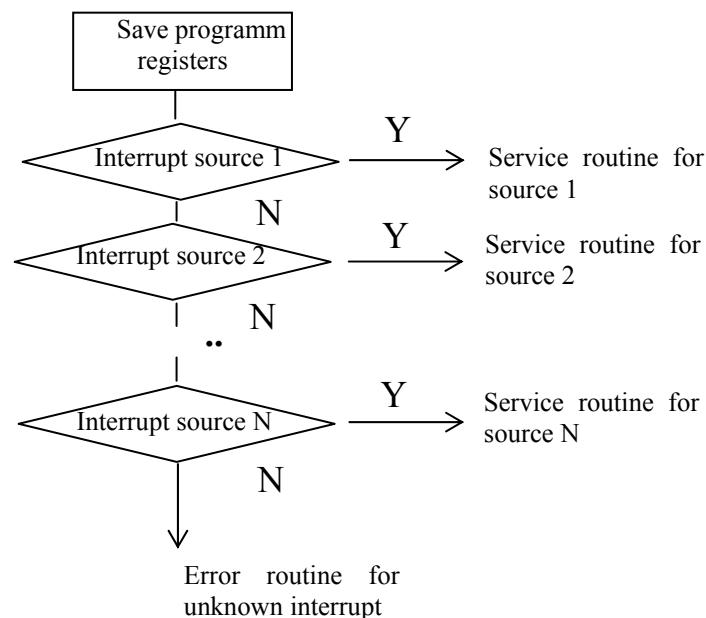 Save programm
registers
Interrupt source 1
Y
Service routine for
source 1
N
Interrupt source 2
Y
Service routine for
source 2
N
..
Interrupt source N
Y
Service routine for
source N
N
Error routine for
unknown interrupt